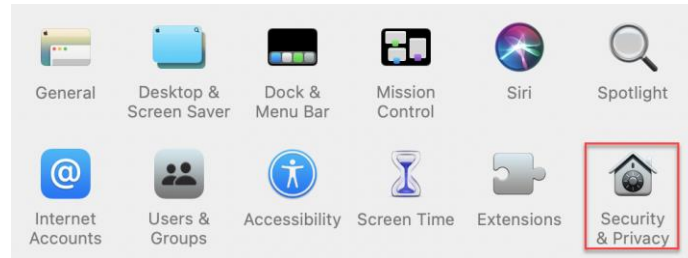 General
Desktop &
Screen Saver
Dock &
Menu Bar
Mission
Control
Siri
Spotlight
@
Internet
Accounts
Users &
Groups
Accessibility
Screen Time
Extensions
Security
& Privacy